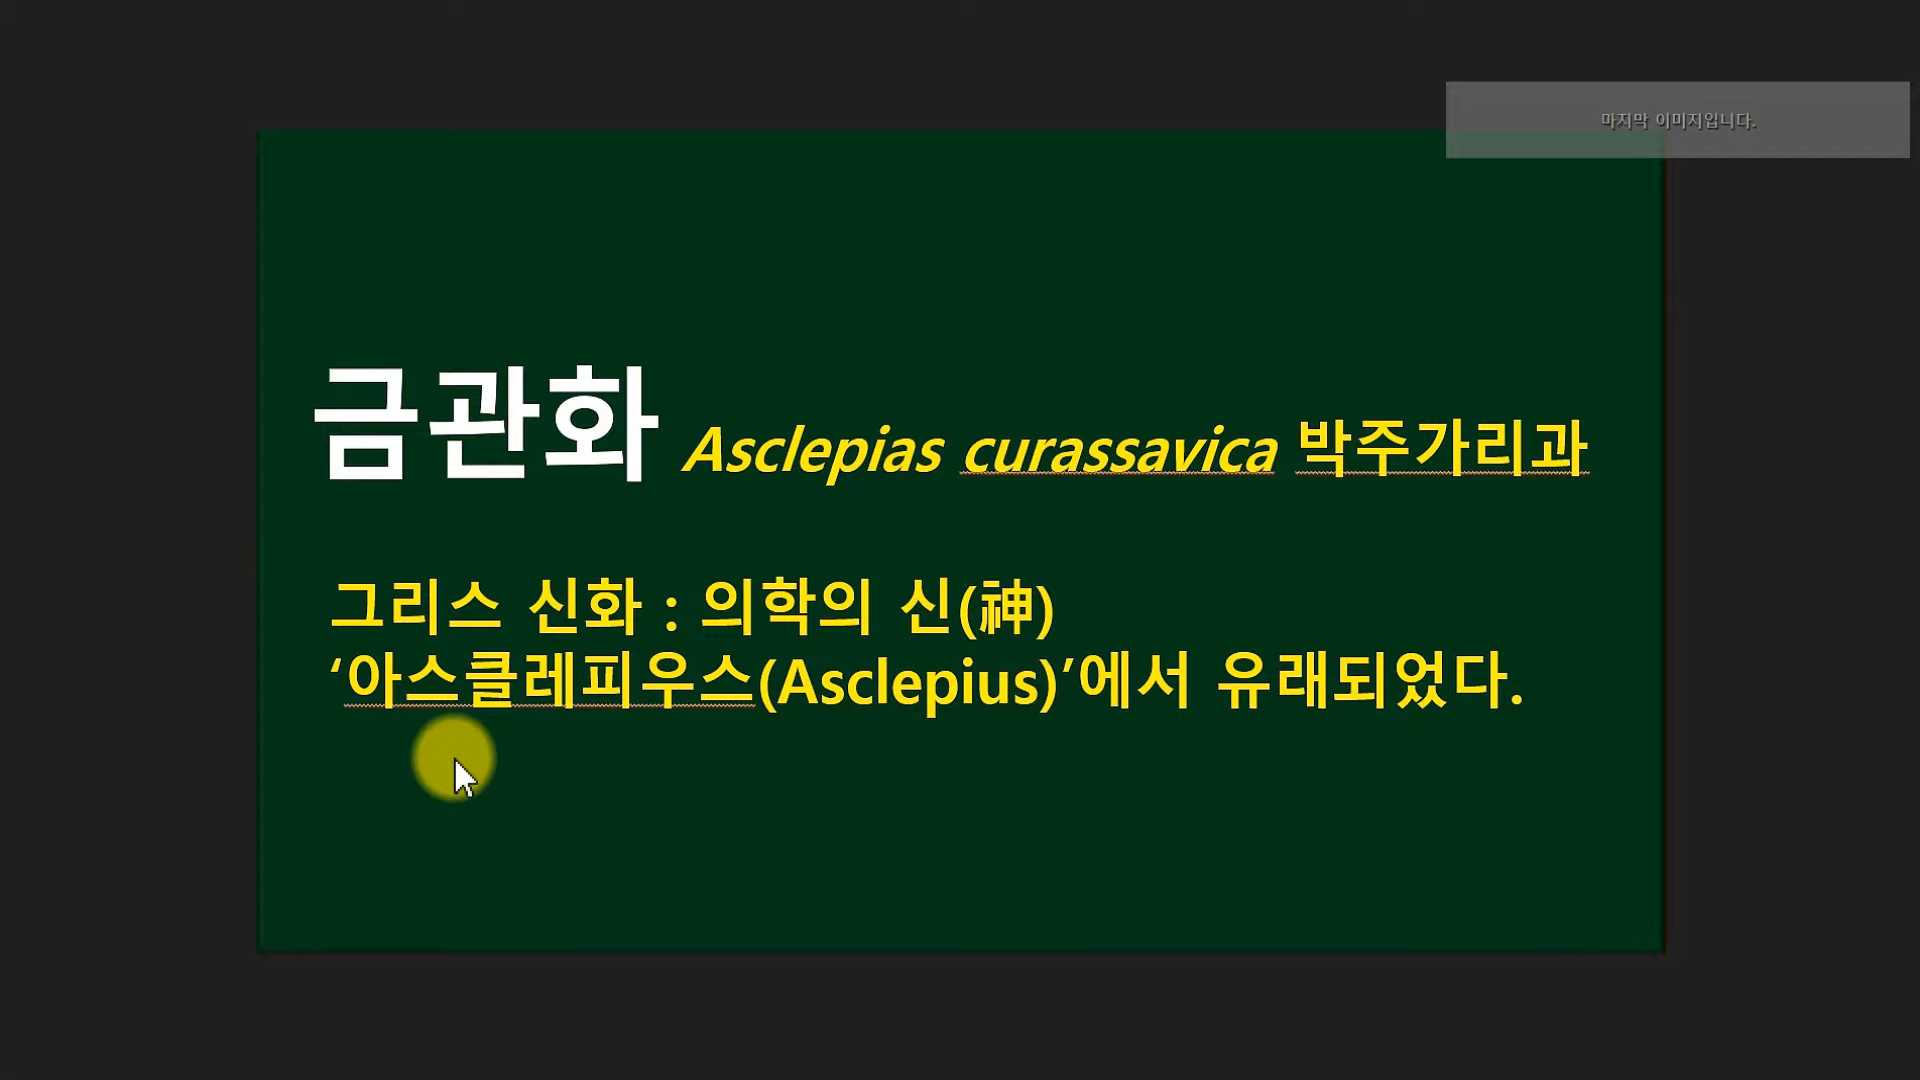 마지막 이미지입니다.
금관화 Asclepias curassavica 박주가리과
그리스 신화 : 의학의 신(神)
‘아스클레피우스(Asclepius)’에서 유래되었다.